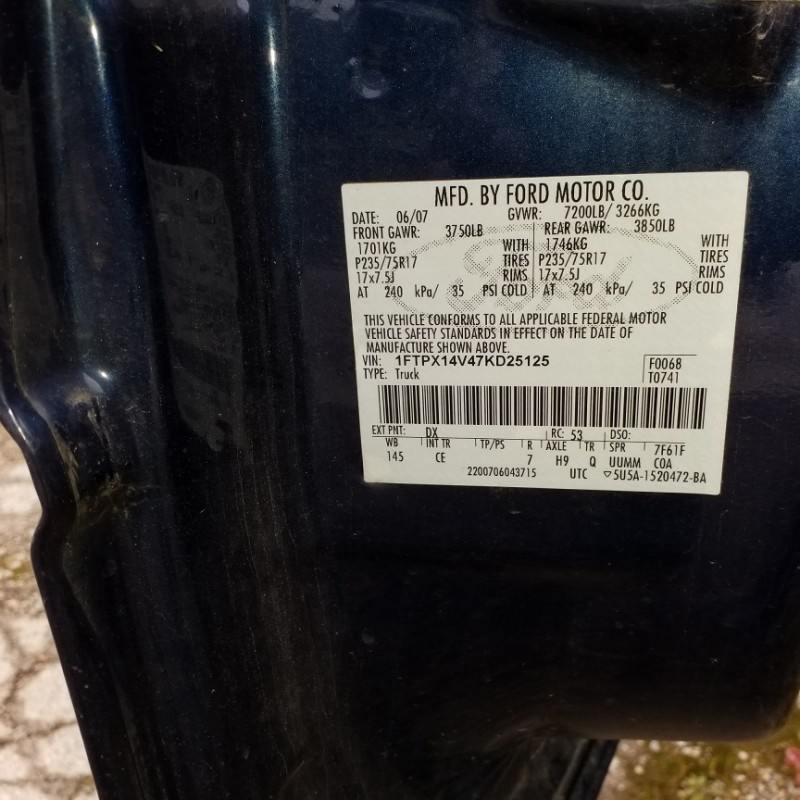 MFD. BY FORD MOTOR CO.
DATE: 06/07 GVWR: 7200LB/ 3266KG
FRONT GAWR: 3750LB REAR GAWR: 3850LB
1701KG WITH 1746KG WITH
P235/75R17 TIRES P235/75R17 TIRES
17x7.5J RIMS 17x7.5J RIMS
AT 240 kPa/ 35 PSI COLD AT 240 kPa/ 35 PSI COLD
THIS VEHICLE CONFORMS TO ALL APPLICABLE FEDERAL MOTOR
VEHICLE SAFETY STANDARDS IN EFFECT ON THE DATE OF
MANUFACTURE SHOWN ABOVE.
VIN: 1FTPX14V47KD25125 F0068
TYPE: Truck T0741
EXT PNT: DX RC: 53 DSO:
WB INT TR TP/PS R AXLE TR SPR 7F61F
145 CE 7 H9 Q UUMM COA
2200706043715 UTC ▽5U5A-1520472-BA
Ford